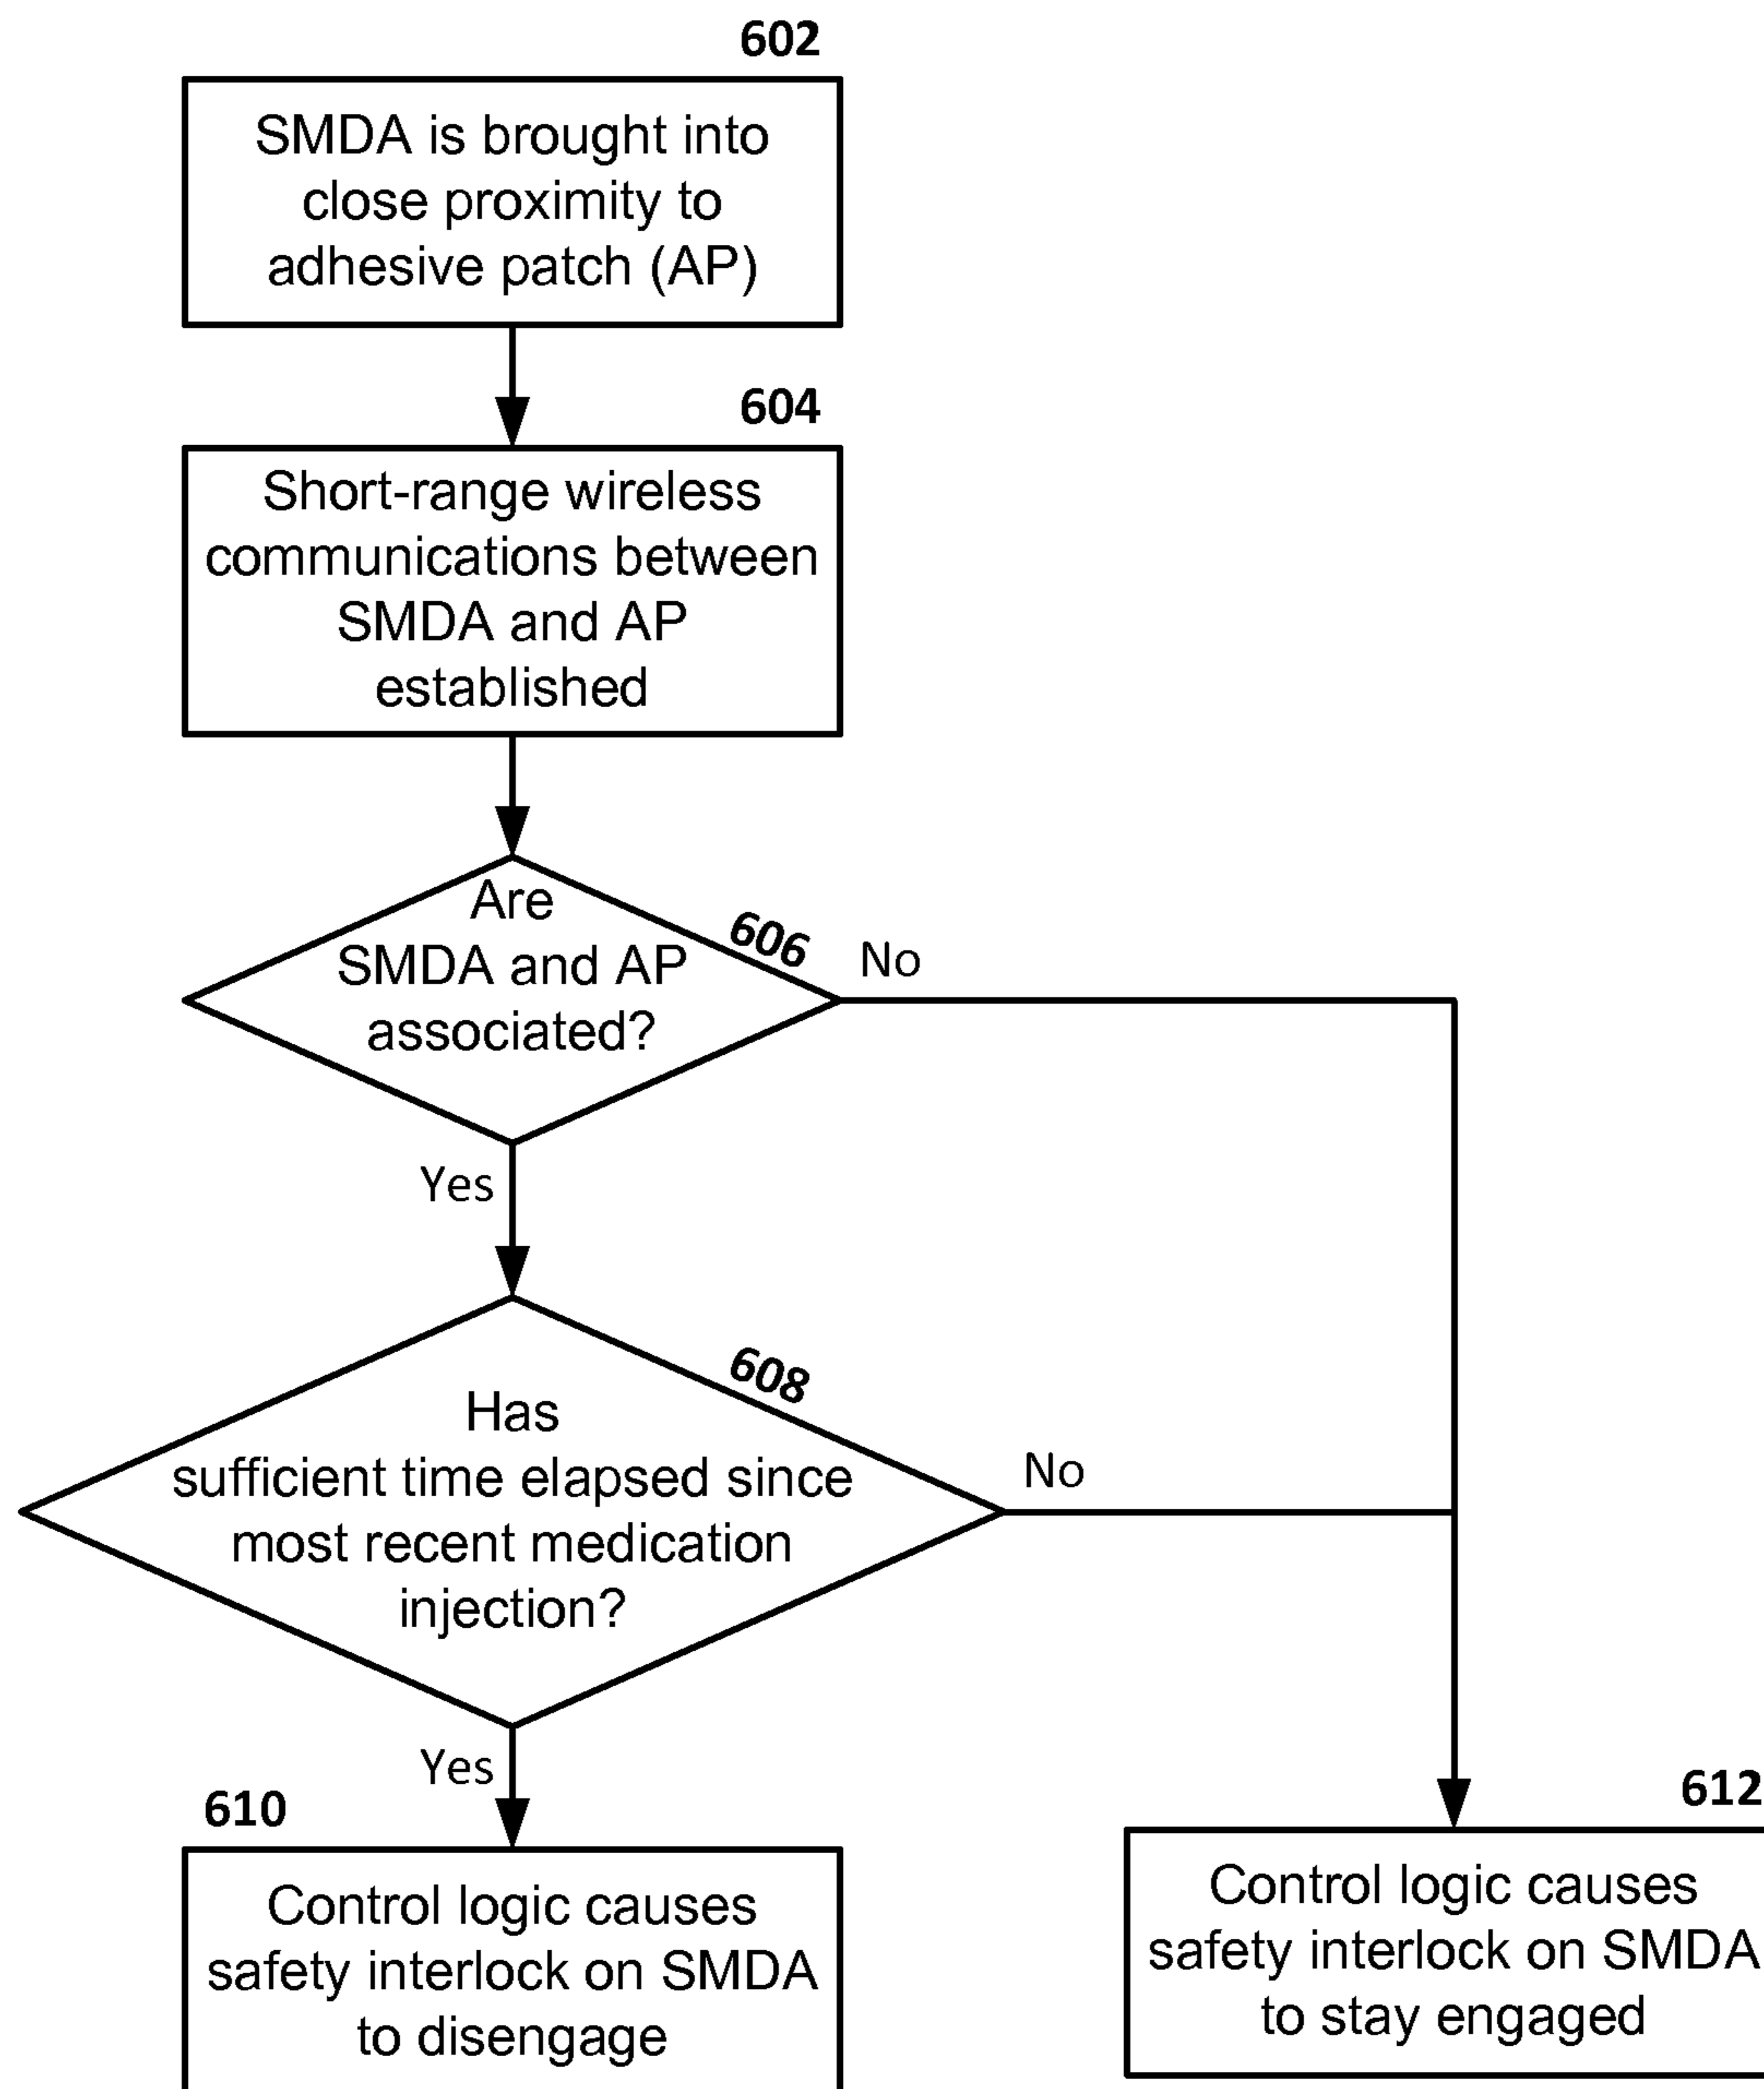 602
SMDA is brought into
close proximity to
adhesive patch (AP)
604
Short-range wireless
communications between
SMDA and AP
established
606
Are
SMDA and AP
associated?
No
Yes
608
Has
sufficient time elapsed since
most recent medication
injection?
No
Yes
610
Control logic causes
safety interlock on SMDA
to disengage
612
Control logic causes
safety interlock on SMDA
to stay engaged